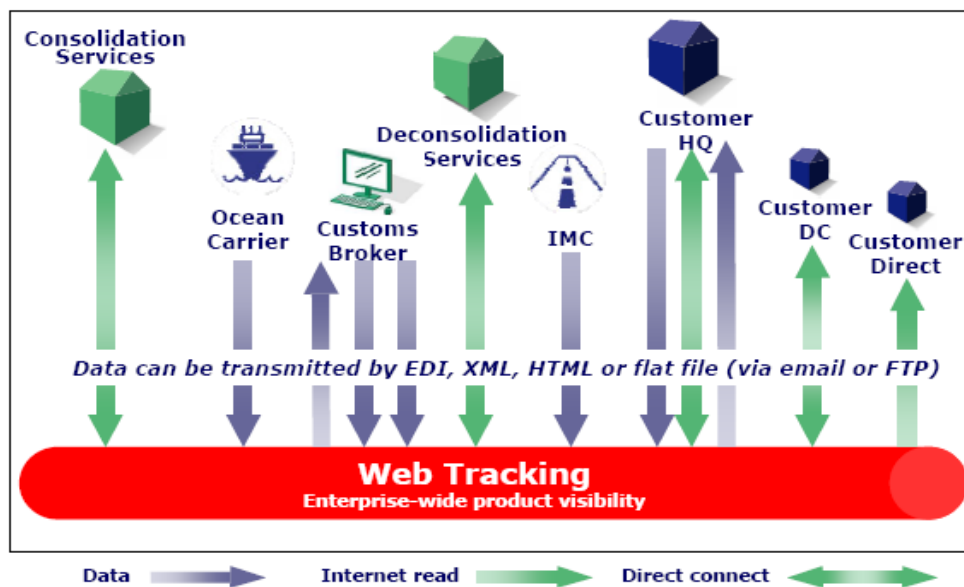 Consolidation
Services
Ocean
Carrier
Customs
Broker
Deconsolidation
Services
IMC
Customer
HQ
Customer
DC
Customer
Direct
Data can be transmitted by EDI, XML, HTML or flat file (via email or FTP)
Web Tracking
Enterprise-wide product visibility
Data
Internet read
Direct connect